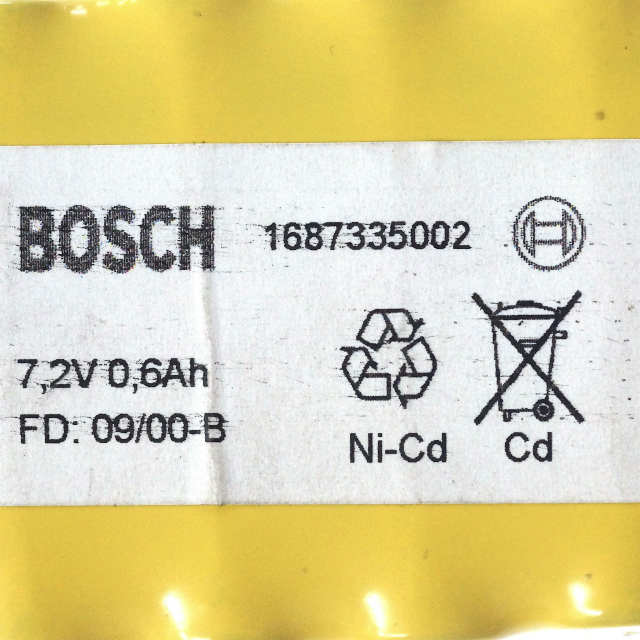 BOSCH 1687335002
7,2V 0,6Ah
FD: 09/00-B
Ni-Cd Cd